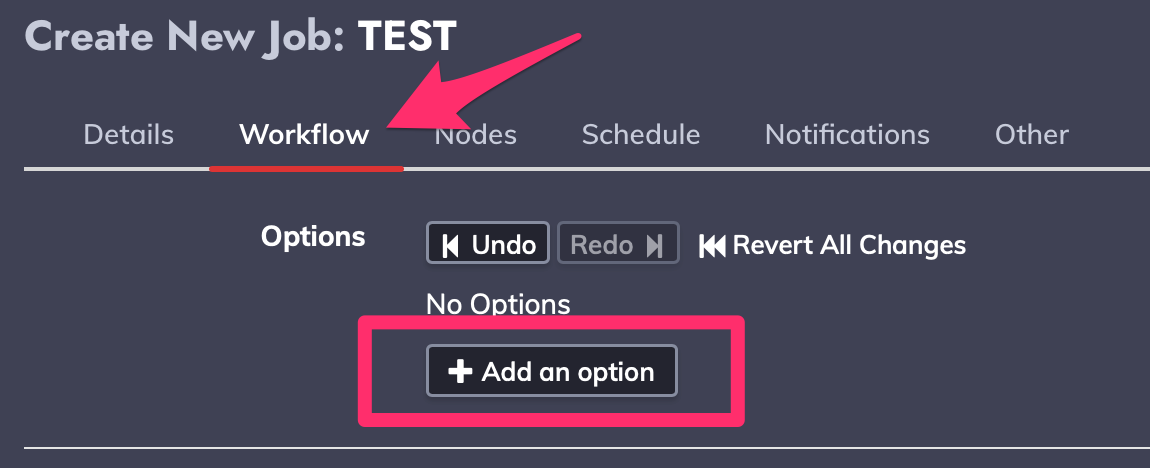 Create New Job: TEST
Details Workflow Nodes Schedule Notifications Other
Options Undo Redo Revert All Changes
No Options
Add an option